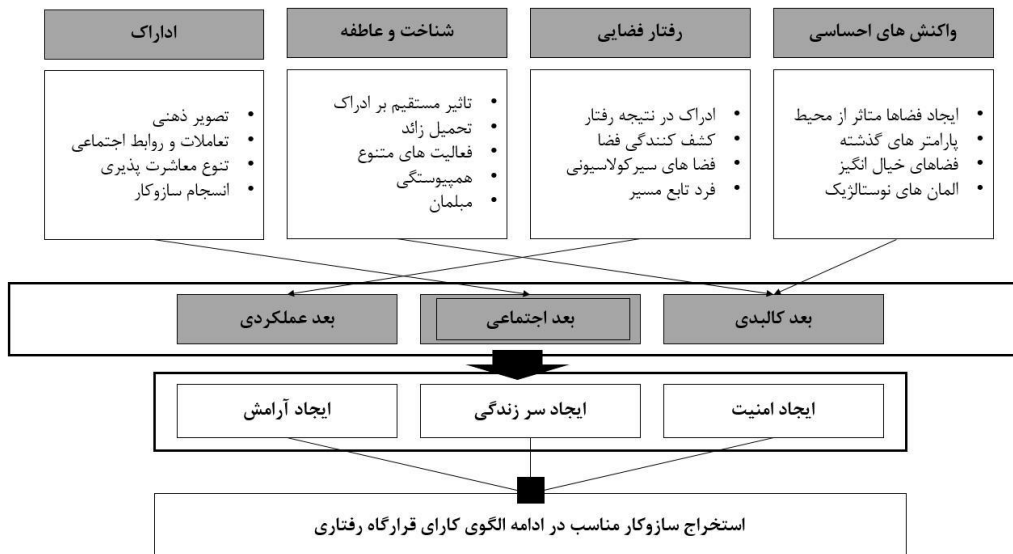 واکنش های احساسی
ایجاد فضاها متاثر از محیط
پارامتر های گذشته
فضاهای خیال انگیز
المان های نوستالژیک
رفتار فضایی
ادراک در نتیجه رفتار
کشف کنندگی فضا
فضا های سیرکولاسیونی
فرد تابع مسیر
شناخت و عاطفه
تاثیر مستقیم بر ادراک
تحمیل زائد
فعالیت های متنوع
همپیوستگی
مبلمان
اداراک
تصویر ذهنی
تعاملات و روابط اجتماعی
تنوع معاشرت پذیری
انسجام سازوکار
بعد کالبدی
بعد اجتماعی
بعد عملکردی
ایجاد امنیت
ایجاد سر زندگی
ایجاد آرامش
استخراج سازوکار مناسب در ادامه الگوی کارای قرارگاه رفتاری